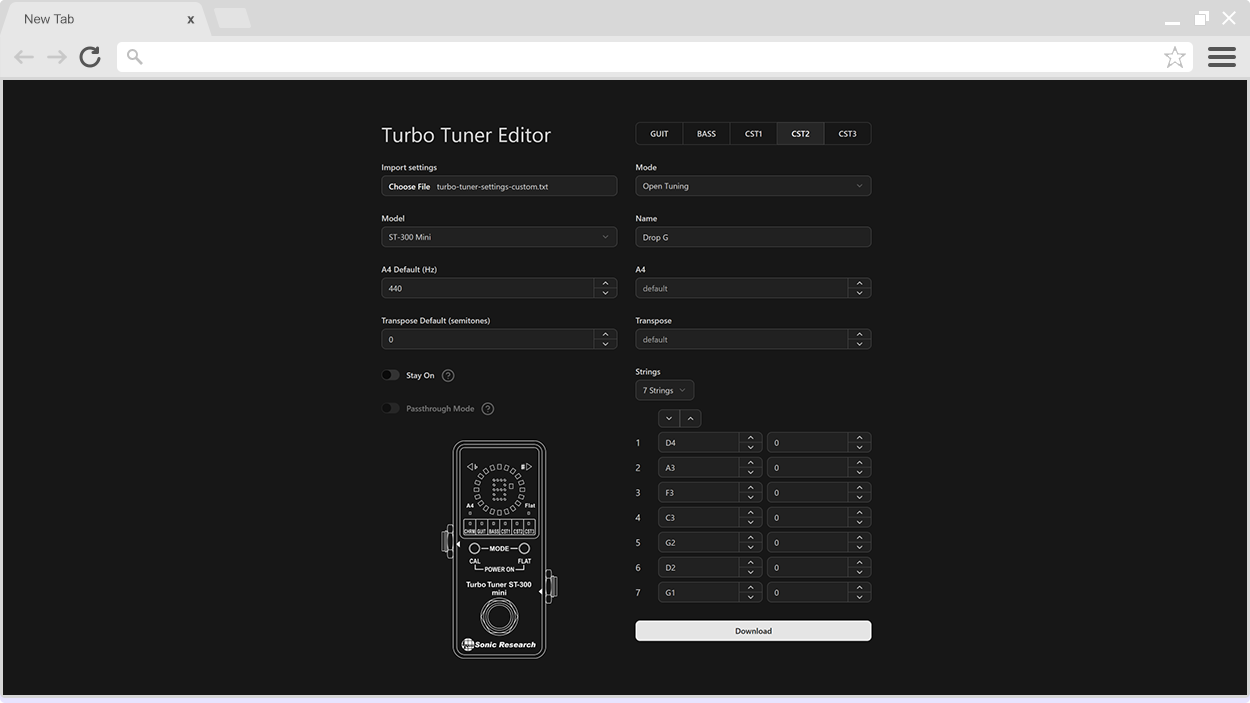 New Tab
x
Turbo Tuner Editor
GUIT BASS CST1 CST2 CST3
Import settings
Choose File turbo-tuner-settings-custom.txt
Mode
Open Tuning
Model
ST-300 Mini
Name
Drop G
A4 Default (Hz)
440
A4
default
Transpose Default (semitones)
0
Transpose
default
Stay On ?
Passthrough Mode ?
Strings
7 Strings
1 D4 0
2 A3 0
3 F3 0
4 C3 0
5 G2 0
6 D2 0
7 G1 0
Download
A4 Flat
CHRM GUIT BASS CST1 CST2 CST3
MODE
CAL FLAT
POWER ON
Turbo Tuner ST-300
mini
Sonic Research